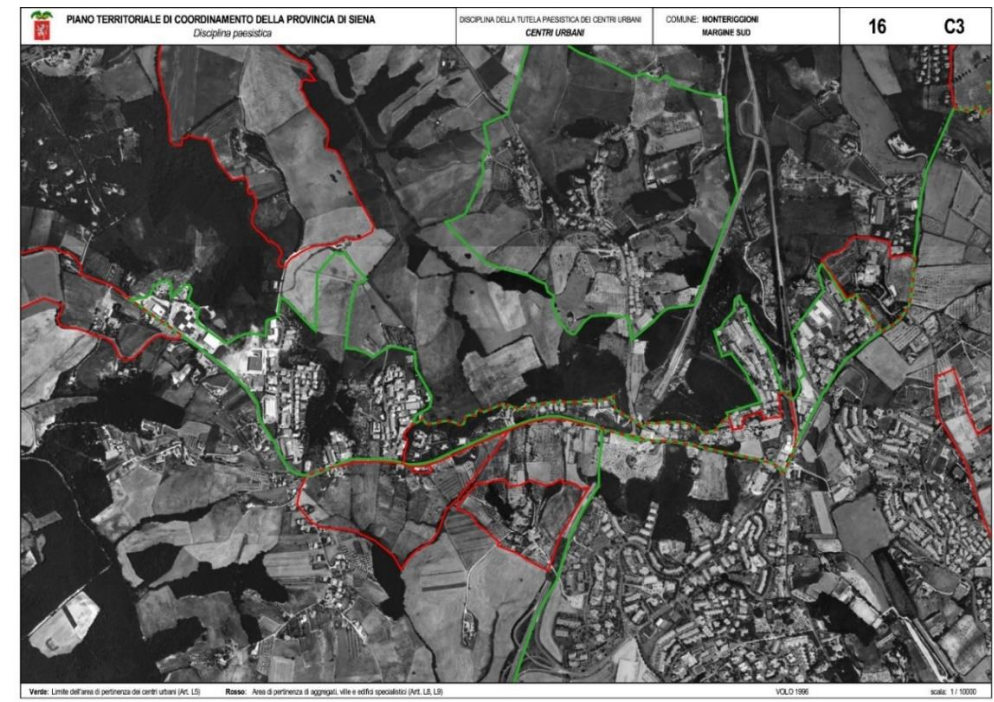 PIANO TERRITORIALE DI COORDINAMENTO DELLA PROVINCIA DI SIENA
Disciplina paesistica
DISCIPLINA DELLA TUTELA PAESISTICA DEI CENTRI URBANI
CENTRI URBANI
COMUNE: MONTERIGGIONI
MARGINE SUD
16
C3
Verde: Limite dell'area di pertinenza dei centri urbani (Art. L5)
Rosso: Area di pertinenza di aggregati, ville e edifici specialistici (Artt. L8, L9)
VOLO 1996
scala: 1 / 10000